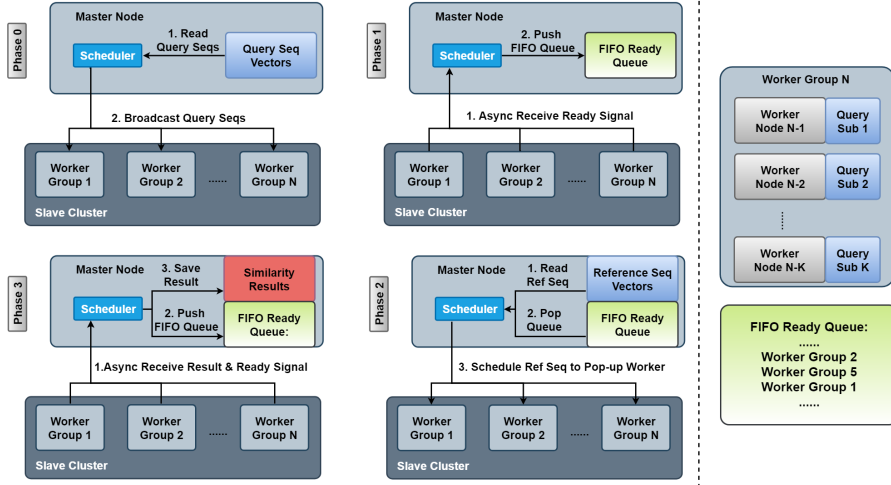 Phase 0
Master Node
Scheduler
1. Read
Query Seqs
Query Seq
Vectors
2. Broadcast Query Seqs
Worker
Group 1
Worker
Group 2
......
Worker
Group N
Slave Cluster
Phase 1
Master Node
Scheduler
2. Push
FIFO Queue
FIFO Ready
Queue
1. Async Receive Ready Signal
Worker
Group 1
Worker
Group 2
......
Worker
Group N
Slave Cluster
Phase 3
Master Node
Scheduler
3. Save
Result
Similarity
Results
2. Push
FIFO Queue
FIFO Ready
Queue:
1.Async Receive Result & Ready Signal
Worker
Group 1
Worker
Group 2
......
Worker
Group N
Slave Cluster
Phase 2
Master Node
Scheduler
1. Read
Ref Seq
Reference Seq
Vectors
2. Pop
Queue
FIFO Ready
Queue
3. Schedule Ref Seq to Pop-up Worker
Worker
Group 1
Worker
Group 2
......
Worker
Group N
Slave Cluster
Worker Group N
Worker
Node N-1
Query
Sub 1
Worker
Node N-2
Query
Sub 2
......
Worker
Node N-K
Query
Sub K
FIFO Ready Queue:
......
Worker Group 2
Worker Group 5
Worker Group 1
......